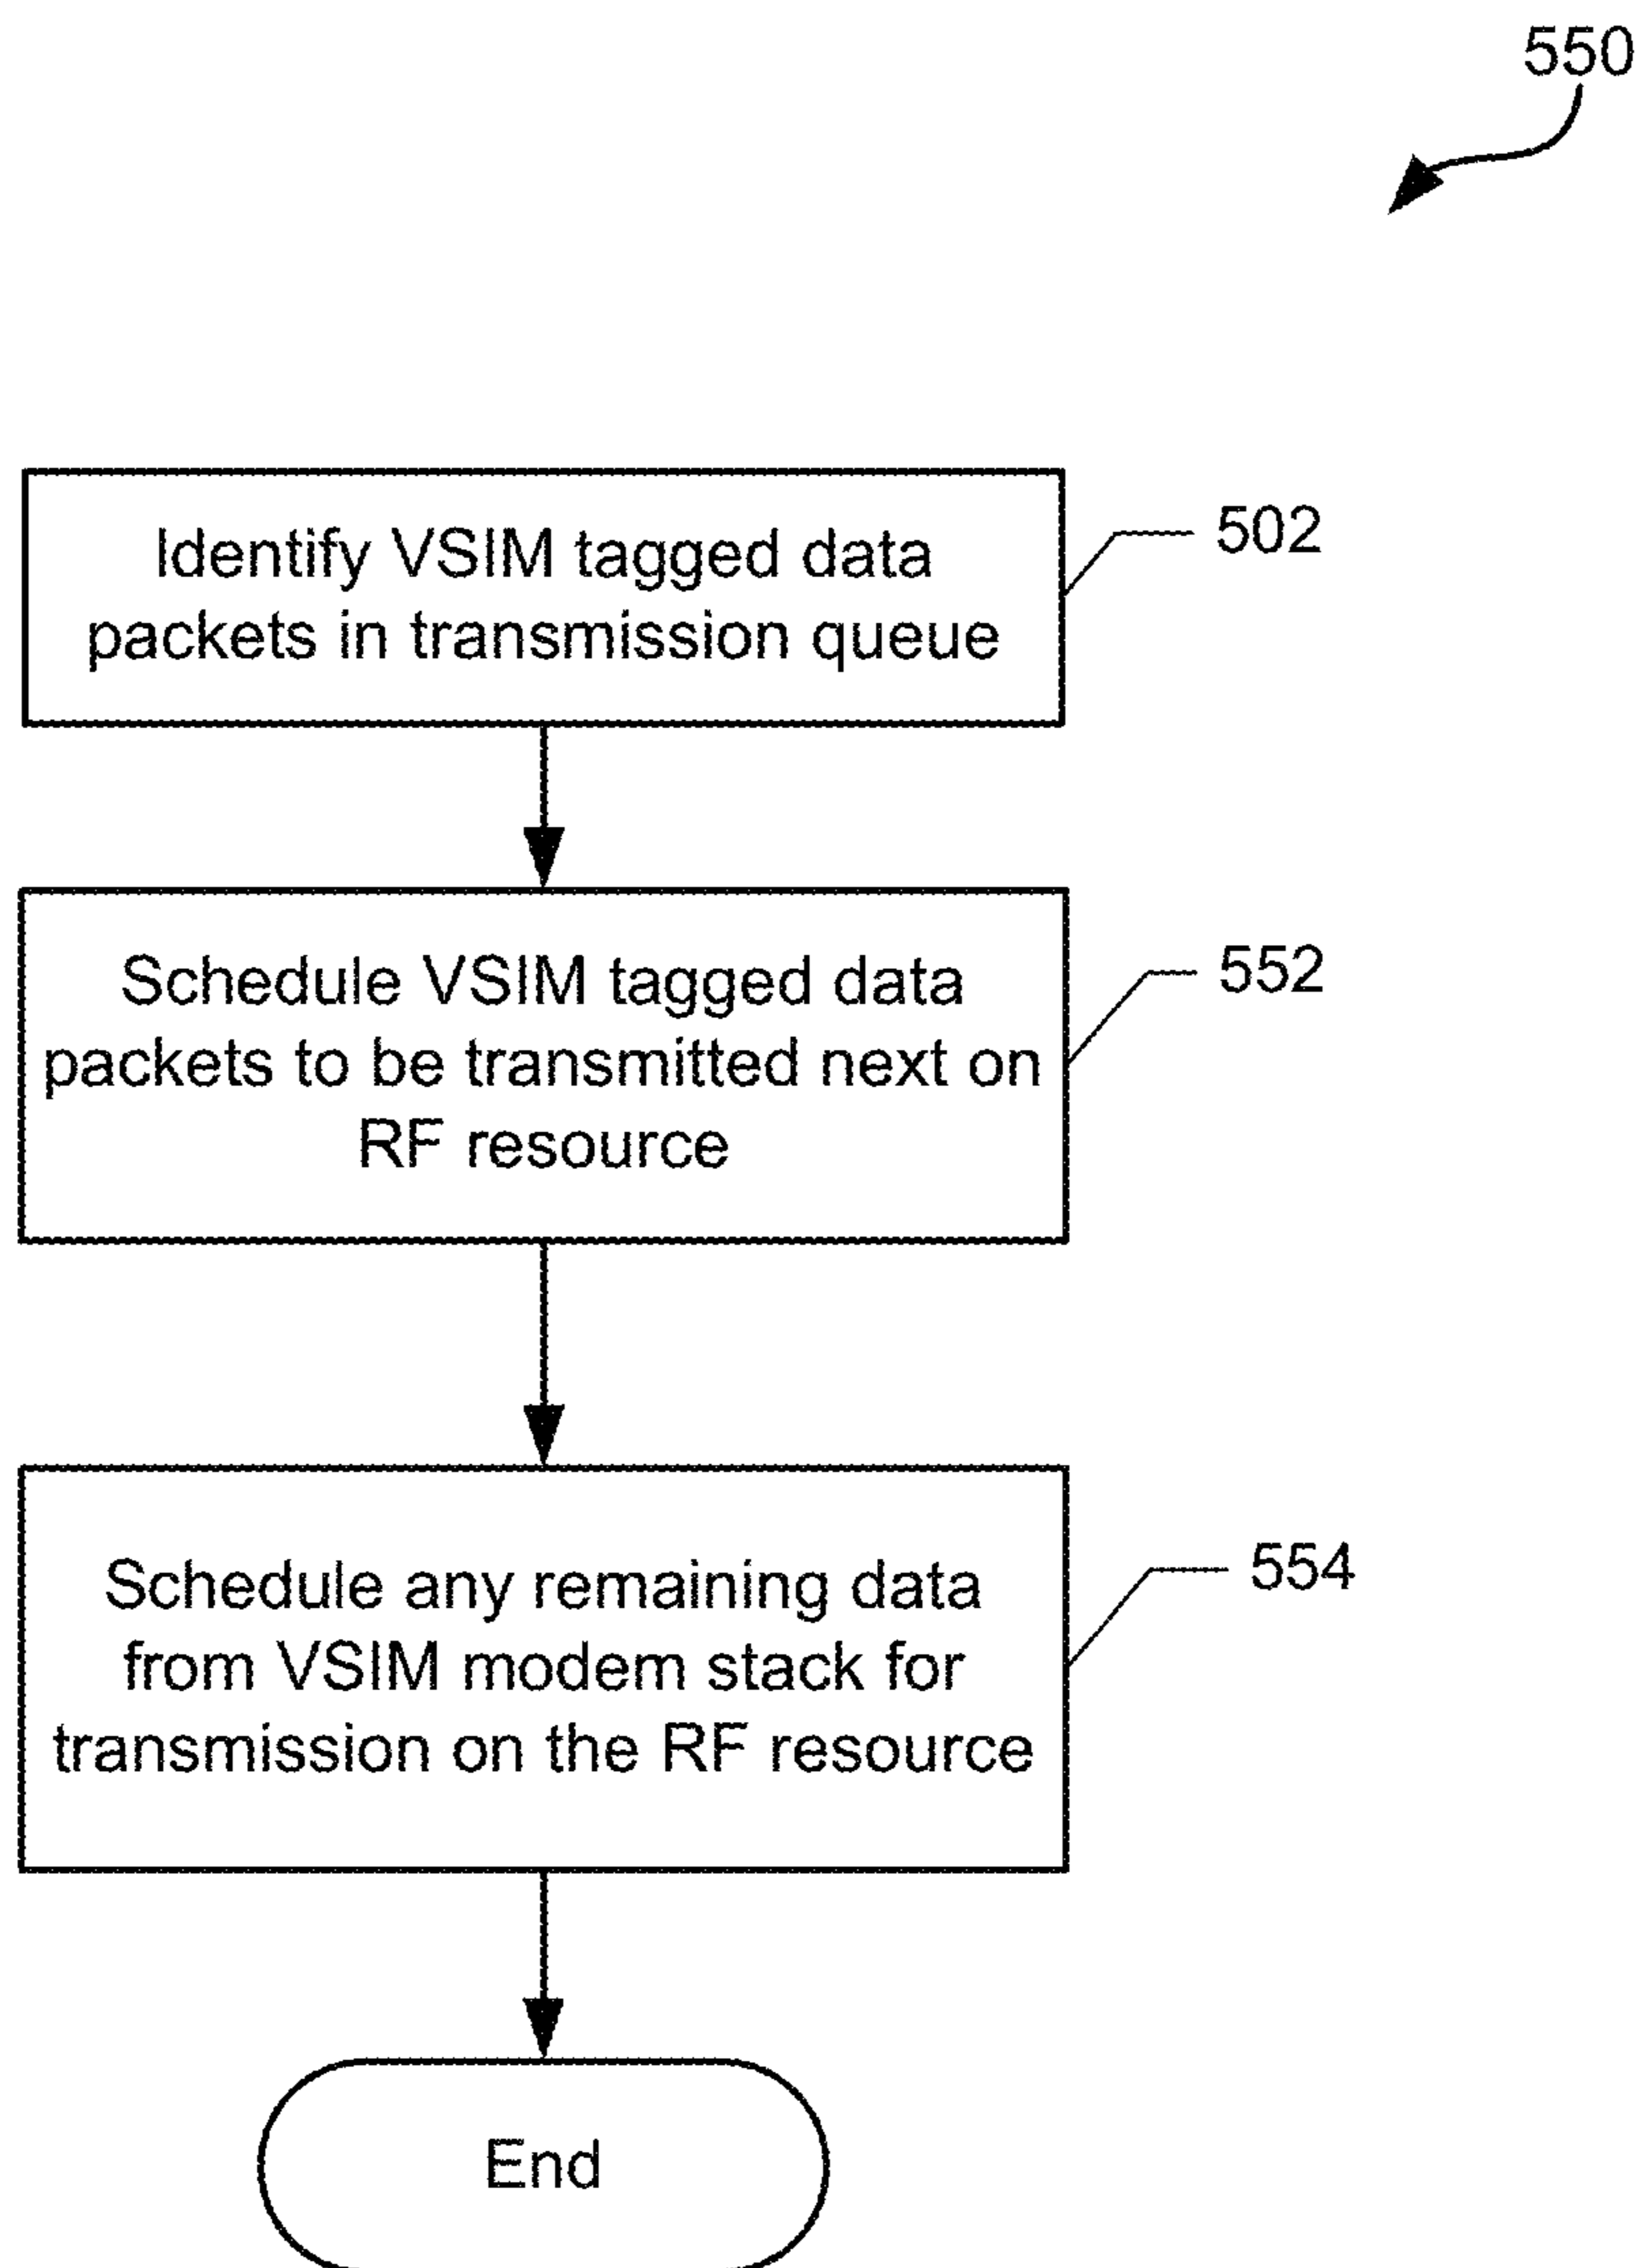 550
Identify VSIM tagged data
packets in transmission queue
502
Schedule VSIM tagged data
packets to be transmitted next on
RF resource
552
Schedule any remaining data
from VSIM modem stack for
transmission on the RF resource
554
End